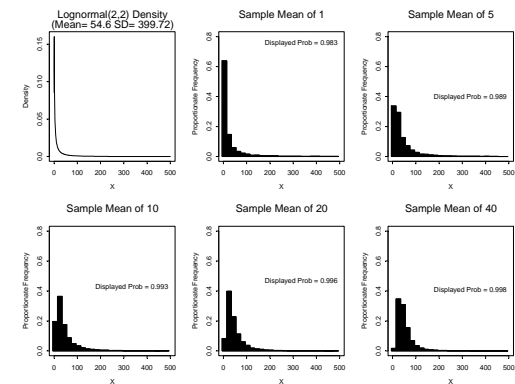 Lognormal(2,2) Density
(Mean= 54.6 SD= 399.72)
Density
0.0 0.05 0.10 0.15
0 100 200 300 400 500
X
Sample Mean of 1
Displayed Prob = 0.983
Proportionate Frequency
0.0 0.2 0.4 0.6 0.8
0 100 200 300 400 500
X
Sample Mean of 5
Displayed Prob = 0.989
Proportionate Frequency
0.0 0.2 0.4 0.6 0.8
0 100 200 300 400 500
X
Sample Mean of 10
Displayed Prob = 0.993
Proportionate Frequency
0.0 0.2 0.4 0.6 0.8
0 100 200 300 400 500
X
Sample Mean of 20
Displayed Prob = 0.996
Proportionate Frequency
0.0 0.2 0.4 0.6 0.8
0 100 200 300 400 500
X
Sample Mean of 40
Displayed Prob = 0.998
Proportionate Frequency
0.0 0.2 0.4 0.6 0.8
0 100 200 300 400 500
X